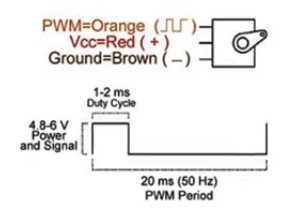 PWM=Orange (⎍⎍)
Vcc=Red (+)
Ground=Brown (–)
1-2 ms
Duty Cycle
4.8-6 V
Power
and Signal
20 ms (50 Hz)
PWM Period